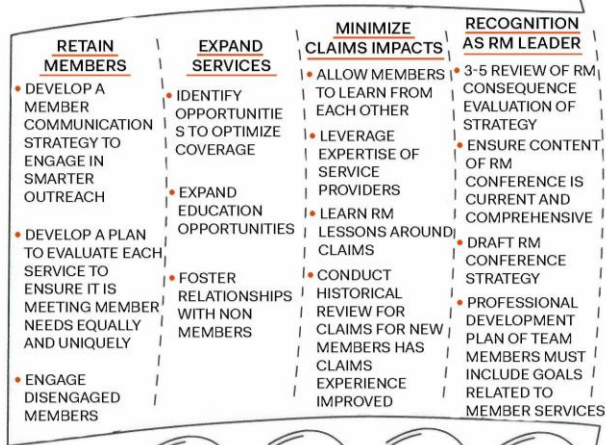 RETAIN
MEMBERS
• DEVELOP A
MEMBER
COMMUNICATION
STRATEGY TO
ENGAGE IN
SMARTER
OUTREACH
• DEVELOP A PLAN
TO EVALUATE EACH
SERVICE TO
ENSURE IT IS
MEETING MEMBER
NEEDS EQUALLY
AND UNIQUELY
• ENGAGE
DISENGAGED
MEMBERS
EXPAND
SERVICES
• IDENTIFY
OPPORTUNITIE
S TO OPTIMIZE
COVERAGE
• EXPAND
EDUCATION
OPPORTUNITIES
• FOSTER
RELATIONSHIPS
WITH NON
MEMBERS
MINIMIZE
CLAIMS IMPACTS
• ALLOW MEMBERS
TO LEARN FROM
EACH OTHER
• LEVERAGE
EXPERTISE OF
SERVICE
PROVIDERS
• LEARN RM
LESSONS AROUND
CLAIMS
• CONDUCT
HISTORICAL
REVIEW FOR
CLAIMS FOR NEW
MEMBERS HAS
CLAIMS
EXPERIENCE
IMPROVED
RECOGNITION
AS RM LEADER
• 3-5 REVIEW OF RM
CONSEQUENCE
EVALUATION OF
STRATEGY
• ENSURE CONTENT
OF RM
CONFERENCE IS
CURRENT AND
COMPREHENSIVE
• DRAFT RM
CONFERENCE
STRATEGY
• PROFESSIONAL
DEVELOPMENT
PLAN OF TEAM
MEMBERS MUST
INCLUDE GOALS
RELATED TO
MEMBER SERVICES